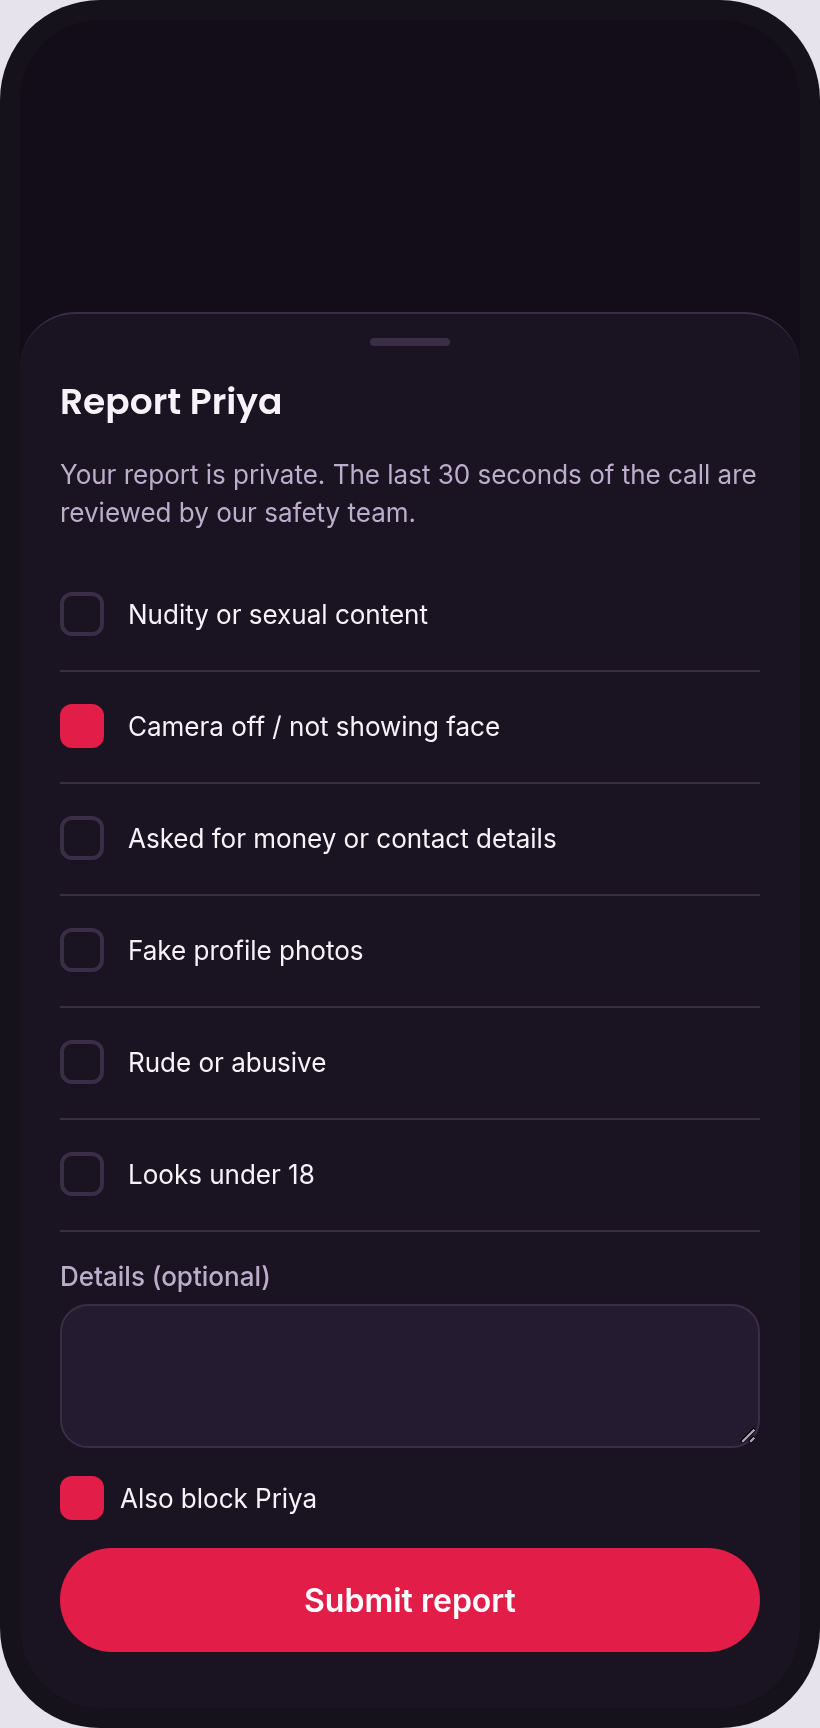 Report Priya
Your report is private. The last 30 seconds of the call are
reviewed by our safety team.
Nudity or sexual content
Camera off / not showing face
Asked for money or contact details
Fake profile photos
Rude or abusive
Looks under 18
Details (optional)
Also block Priya
Submit report